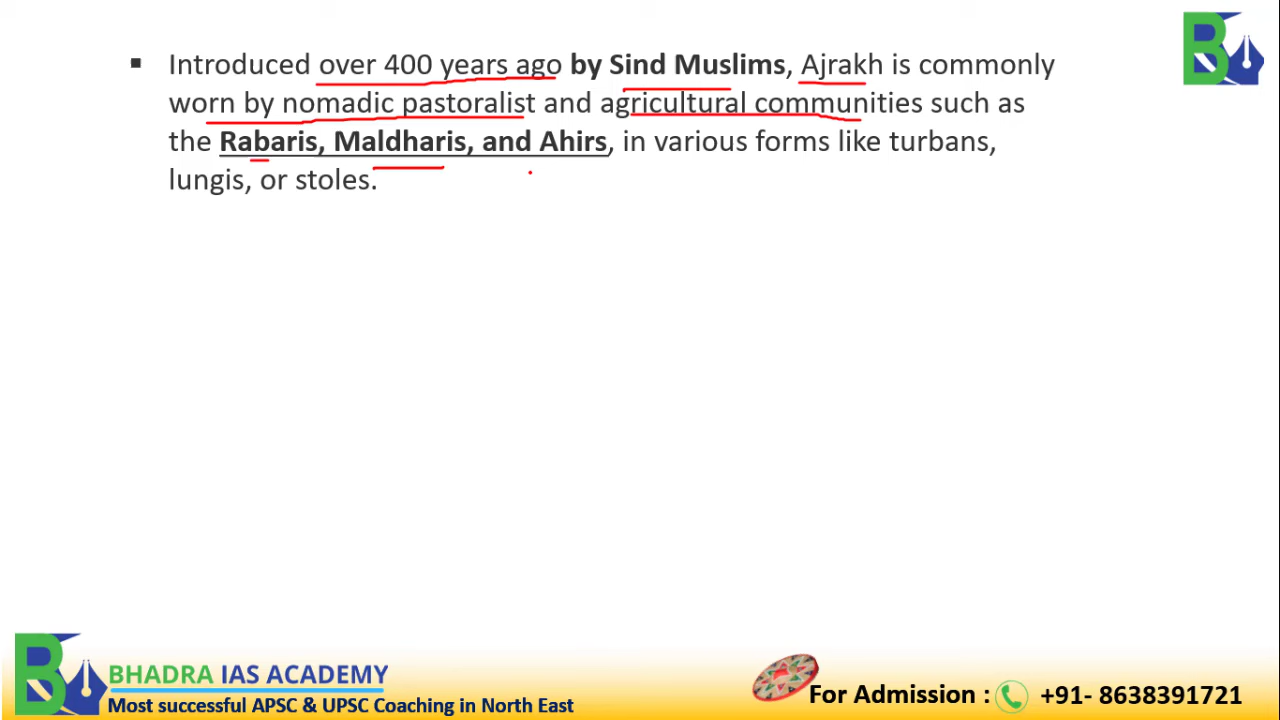 ▪ Introduced over 400 years ago by Sind Muslims, Ajrakh is commonly
worn by nomadic pastoralist and agricultural communities such as
the Rabaris, Maldharis, and Ahirs, in various forms like turbans,
lungis, or stoles.
BHADRA IAS ACADEMY
Most successful APSC & UPSC Coaching in North East
For Admission : +91- 8638391721